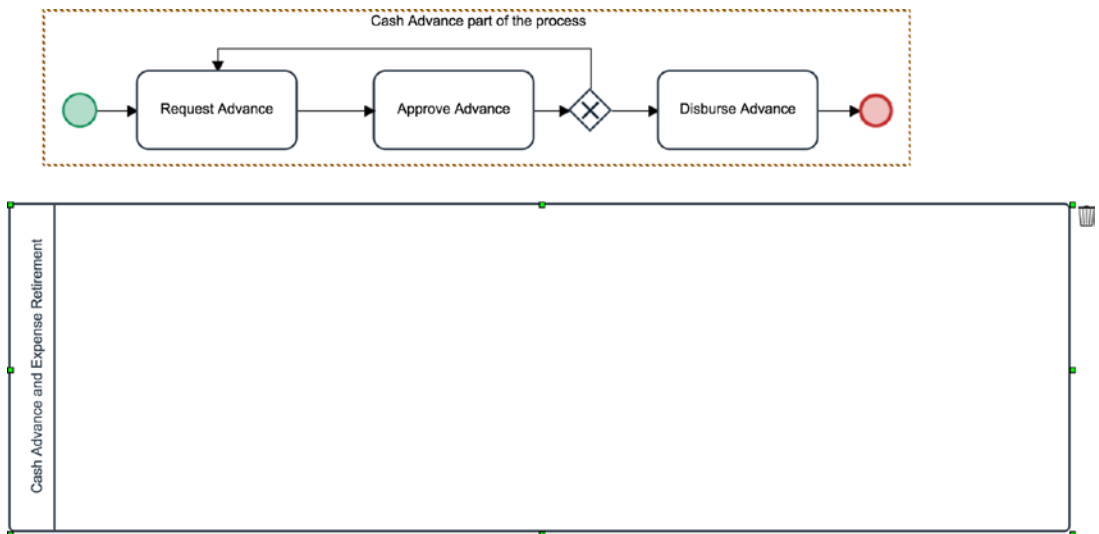 Cash Advance part of the process
Request Advance
Approve Advance
Disburse Advance
Cash Advance and Expense Retirement